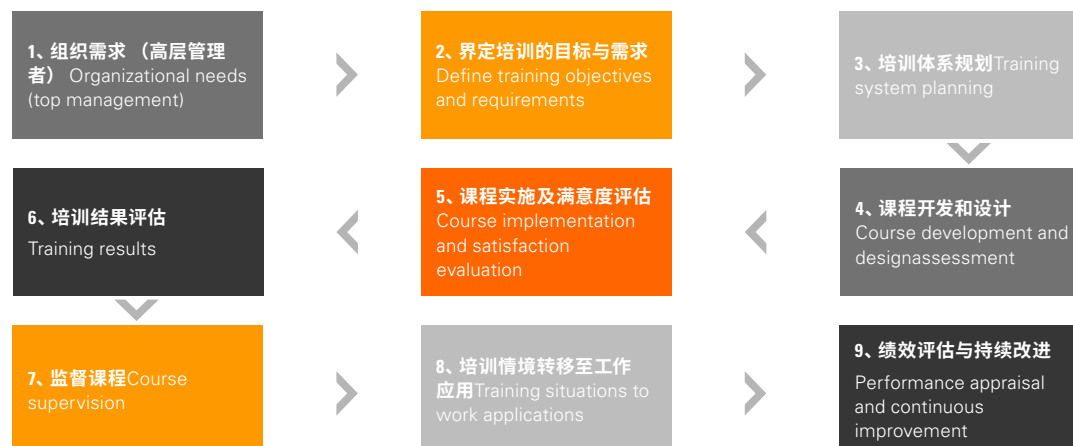 1、组织需求 （高层管理
者） Organizational needs
(top management)
2、界定培训的目标与需求
Define training objectives
and requirements
3、培训体系规划Training
system planning
6、培训结果评估
Training results
5、课程实施及满意度评估
Course implementation
and satisfaction
evaluation
4、课程开发和设计
Course development and
designassessment
7、监督课程Course
supervision
8、培训情境转移至工作
应用Training situations to
work applications
9、绩效评估与持续改进
Performance appraisal
and continuous
improvement